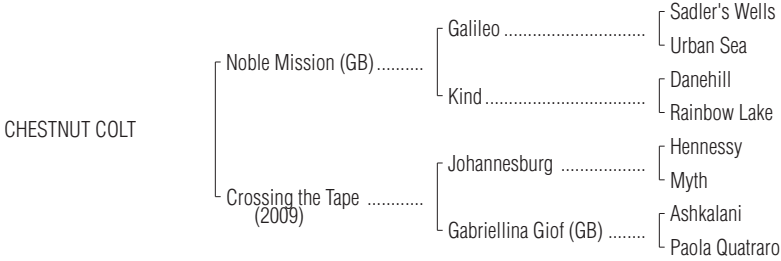 Sadler's Wells
Galileo ..............................
Urban Sea
Noble Mission (GB) ..........
Danehill
Kind ..................................
Rainbow Lake
CHESTNUT COLT
Hennessy
Johannesburg ..................
Myth
Crossing the Tape ............
(2009)
Ashkalani
Gabriellina Giof (GB) ........
Paola Quatraro